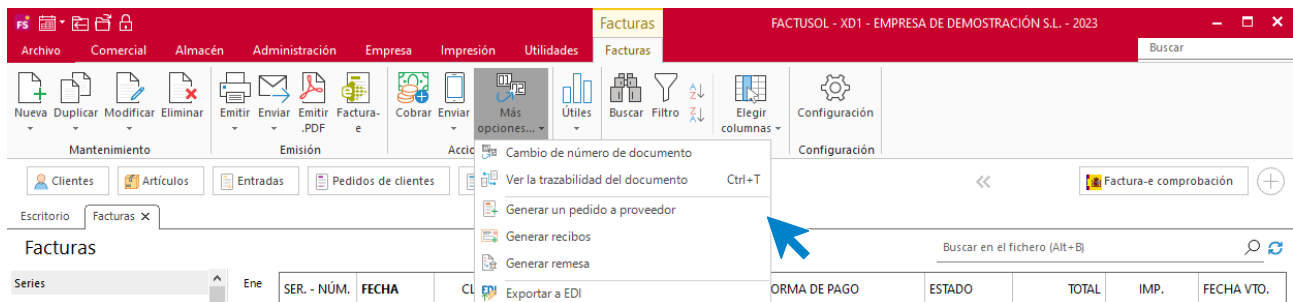 FS Facturas FACTUSOL - XD1 - EMPRESA DE DEMOSTRACIÓN S.L. - 2023
Archivo Comercial Almacén Administración Empresa Impresión Utilidades Facturas Buscar
Nueva Duplicar Modificar Eliminar Emitir Enviar Emitir .PDF Factura-e Cobrar Enviar Más opciones... Útiles Buscar Filtro Elegir columnas Configuración
Mantenimiento Emisión Accio Configuración
Clientes Artículos Entradas Pedidos de clientes Factura-e comprobación
Cambio de número de documento
Ver la trazabilidad del documento Ctrl+T
Generar un pedido a proveedor
Generar recibos
Generar remesa
Exportar a EDI
Escritorio Facturas
Facturas Buscar en el fichero (Alt+B)
Series Ene SER. - NÚM. FECHA CL ORMA DE PAGO ESTADO TOTAL IMP. FECHA VTO.